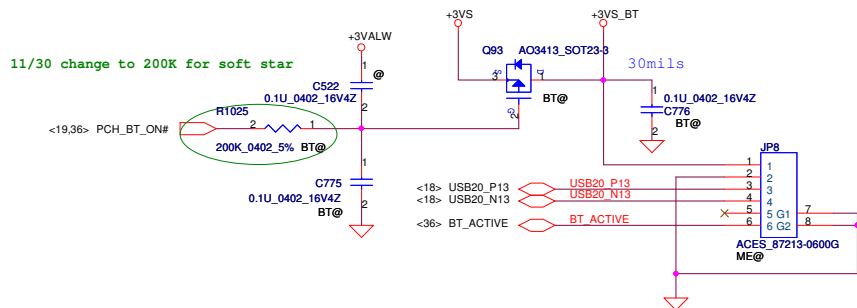 +3VS
+3VS_BT
+3VALW
Q93 AO3413_SOT23-3
11/30 change to 200K for soft star
3 S D 1
30mils
1
C522
@
0.1U_0402_16V4Z
2
BT@
G
2
1
0.1U_0402_16V4Z
C776
BT@
2
R1025
<19,36> PCH_BT_ON#
2 1
200K_0402_5% BT@
JP8
1
C775
0.1U_0402_16V4Z
BT@
2
1 1
2 2
<18> USB20_P13 USB20_P13 3 3
<18> USB20_N13 USB20_N13 4 4
5 5 G1 7
<36> BT_ACTIVE BT_ACTIVE 6 6 G2 8
ACES_87213-0600G
ME@